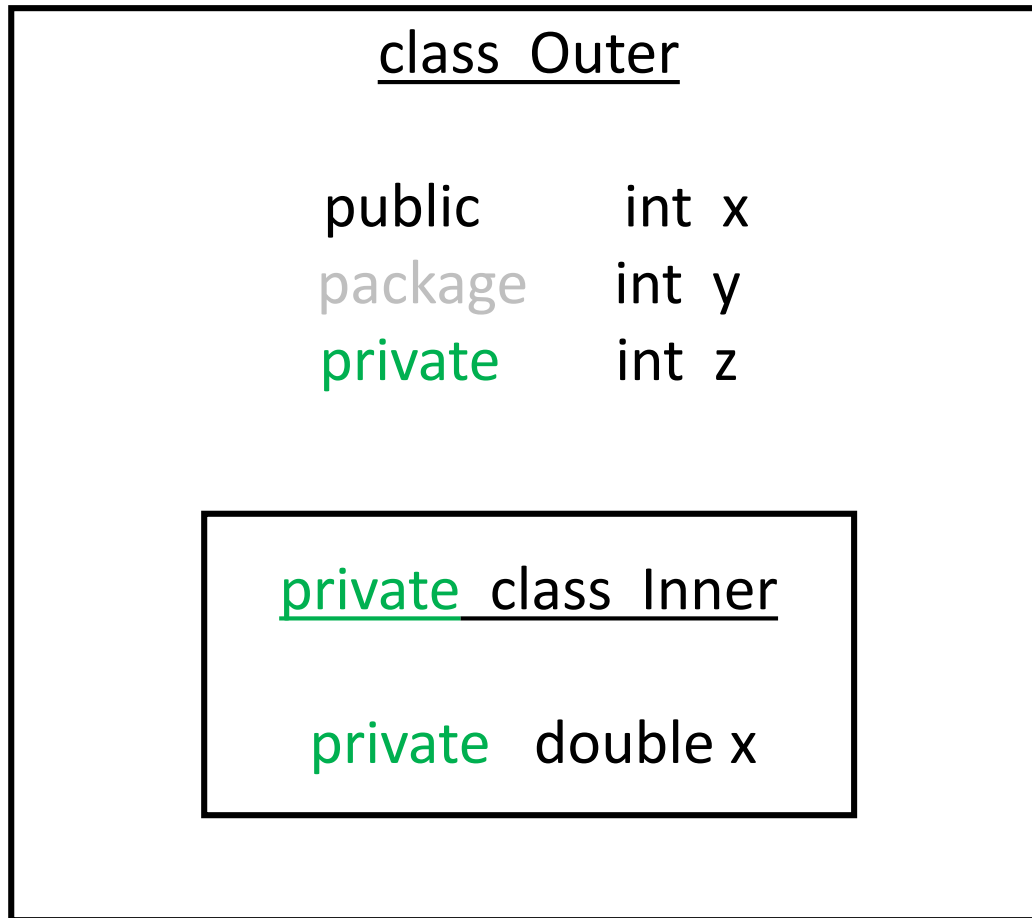 class Outer
public int x
package int y
private int z
private class Inner
private double x